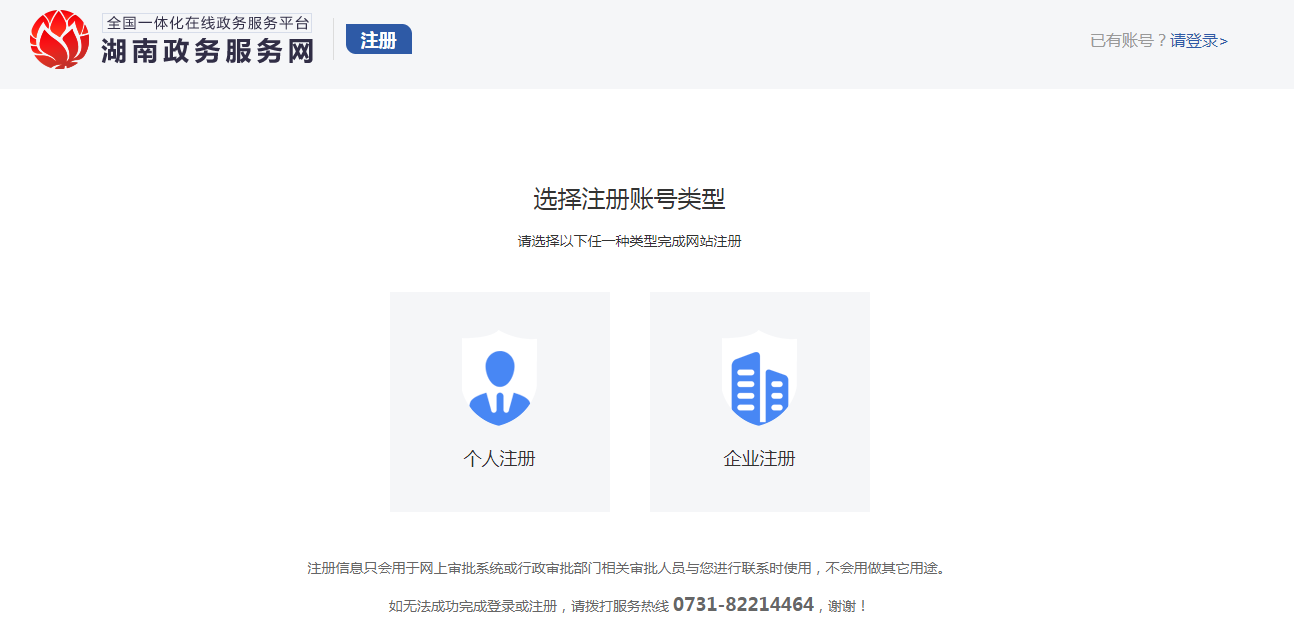 全国一体化在线政务服务平台
湖南政务服务网
注册
已有账号？请登录>
选择注册账号类型
请选择以下任一种类型完成网站注册
个人注册
企业注册
注册信息只会用于网上审批系统或行政审批部门相关审批人员与您进行联系时使用，不会用做其它用途。
如无法成功完成登录或注册，请拨打服务热线 0731-82214464，谢谢！